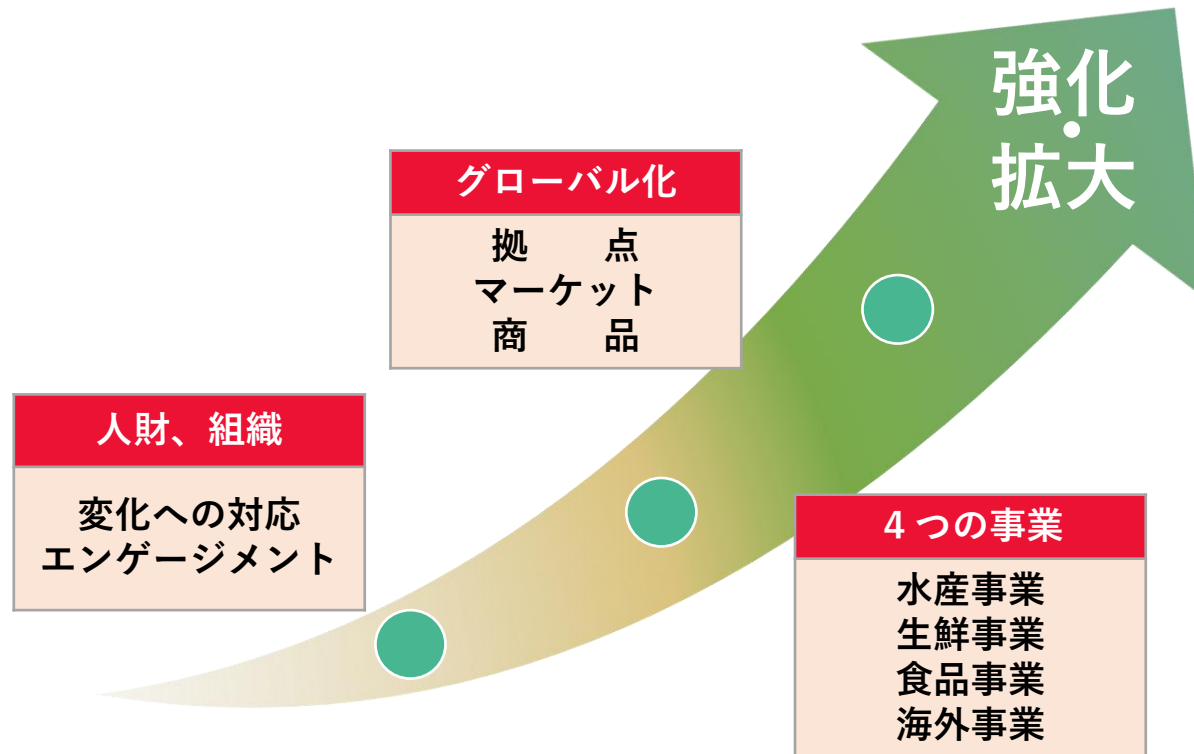 強化
・
拡大
グローバル化
拠　　点
マーケット
商　　品
人財、組織
変化への対応
エンゲージメント
４つの事業
水産事業
生鮮事業
食品事業
海外事業